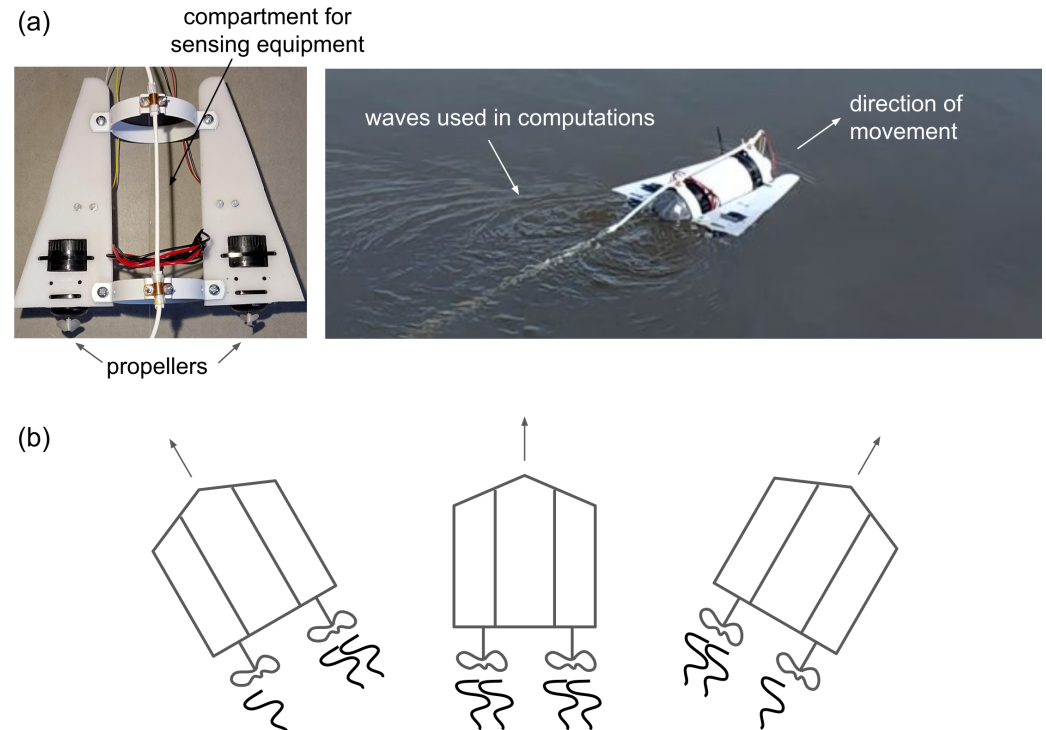 (a)
compartment for
sensing equipment
waves used in computations
direction of
movement
propellers
(b)